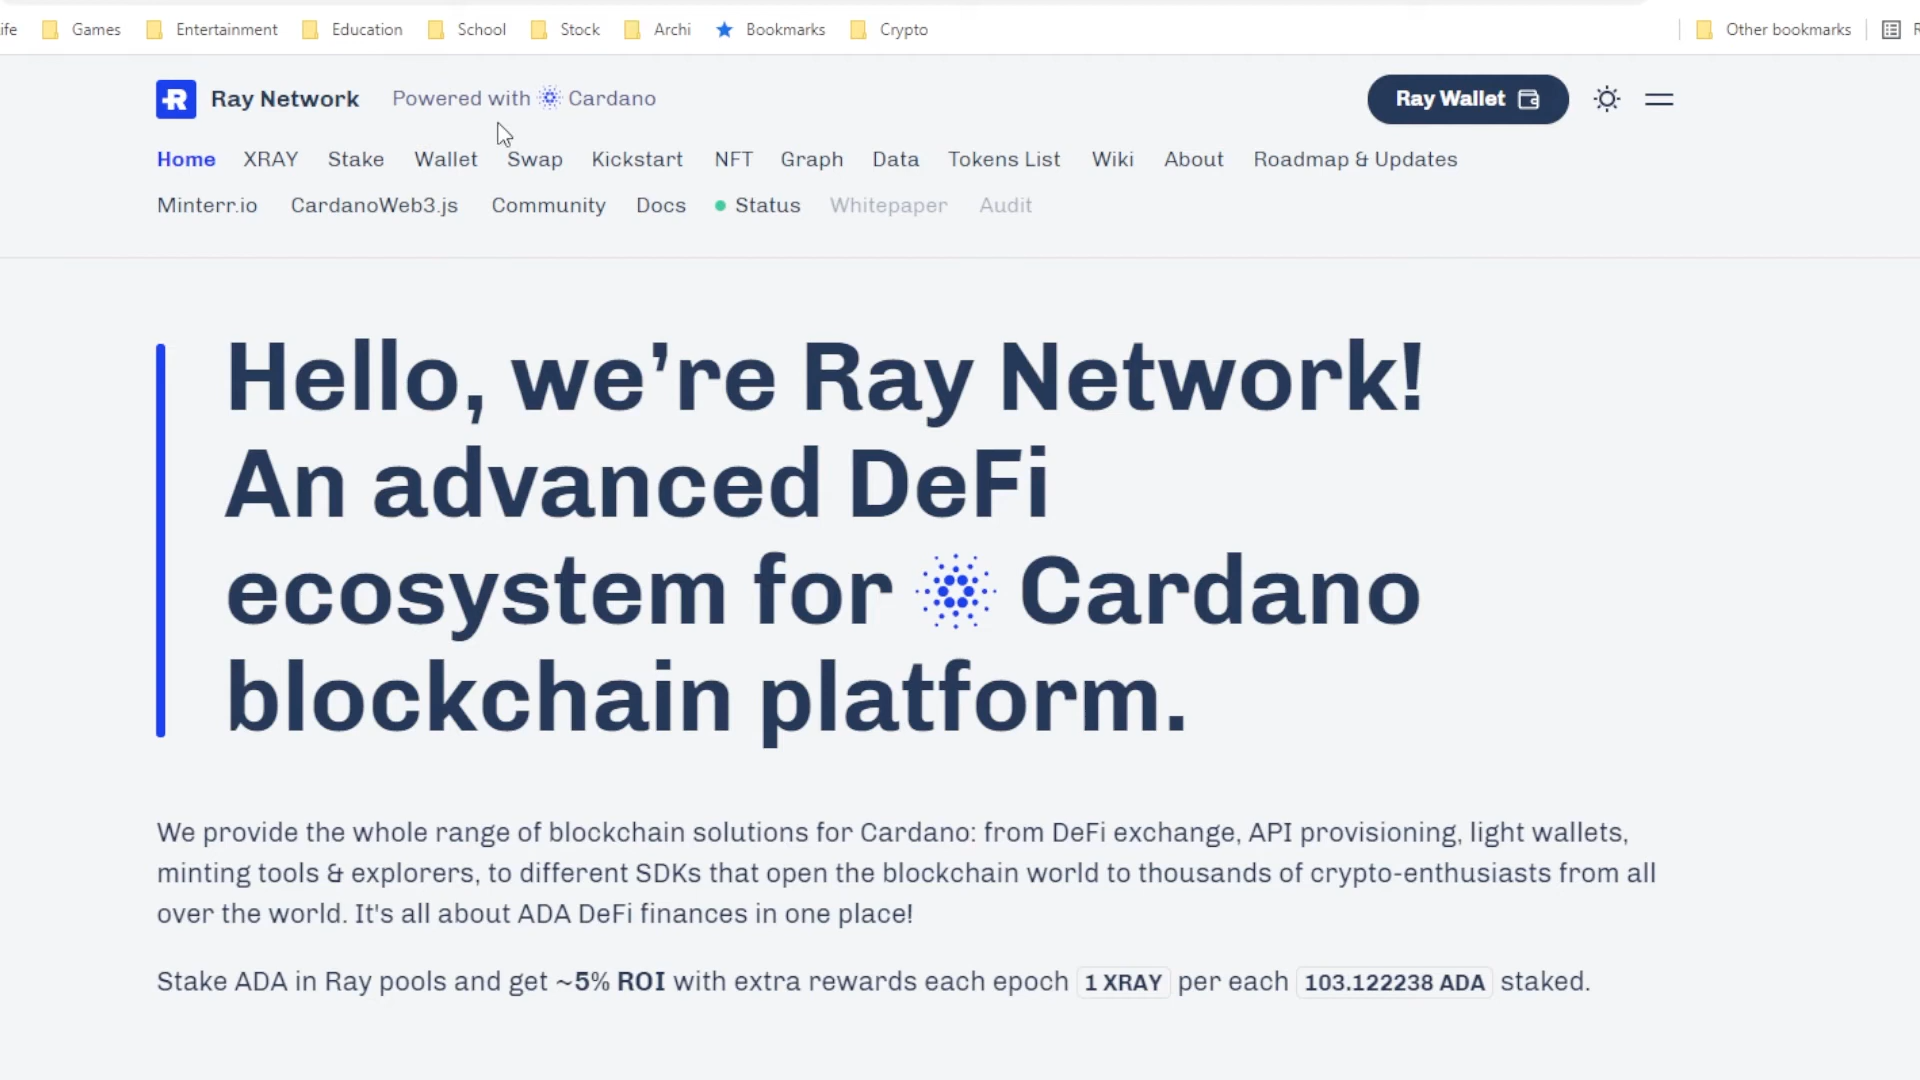 Games Entertainment Education School Stock Archi Bookmarks Crypto Other bookmarks
Ray Network Powered with Cardano Ray Wallet
Home XRAY Stake Wallet Swap Kickstart NFT Graph Data Tokens List Wiki About Roadmap & Updates
Minterr.io CardanoWeb3.js Community Docs Status Whitepaper Audit
Hello, we’re Ray Network!
An advanced DeFi
ecosystem for Cardano
blockchain platform.
We provide the whole range of blockchain solutions for Cardano: from DeFi exchange, API provisioning, light wallets,
minting tools & explorers, to different SDKs that open the blockchain world to thousands of crypto-enthusiasts from all
over the world. It's all about ADA DeFi finances in one place!
Stake ADA in Ray pools and get ~5% ROI with extra rewards each epoch 1 XRAY per each 103.122238 ADA staked.